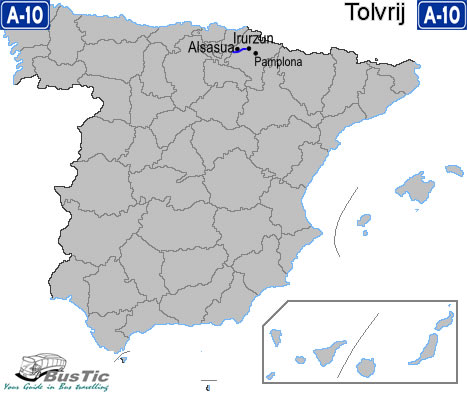 A-10
Tolvrij
A-10
Irurzun
Alsasua
Pamplona
BusTic
Your Guide in Bus travelling